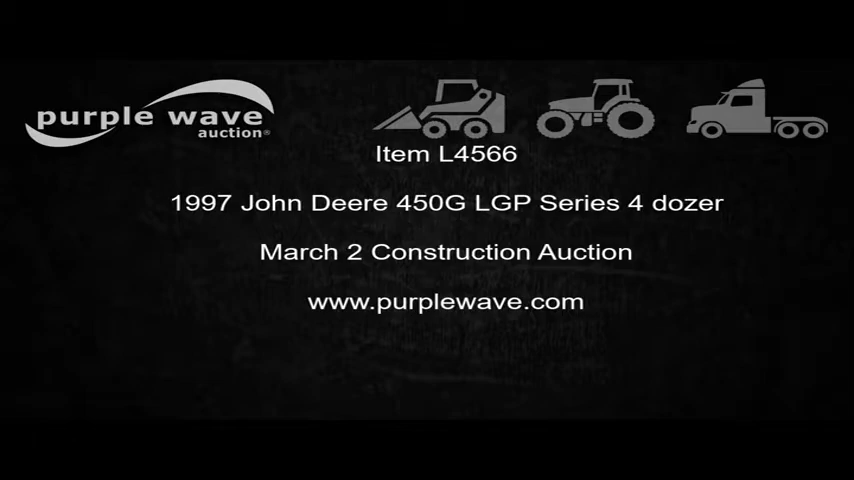 purple wave
auction®
Item L4566
1997 John Deere 450G LGP Series 4 dozer
March 2 Construction Auction
www.purplewave.com